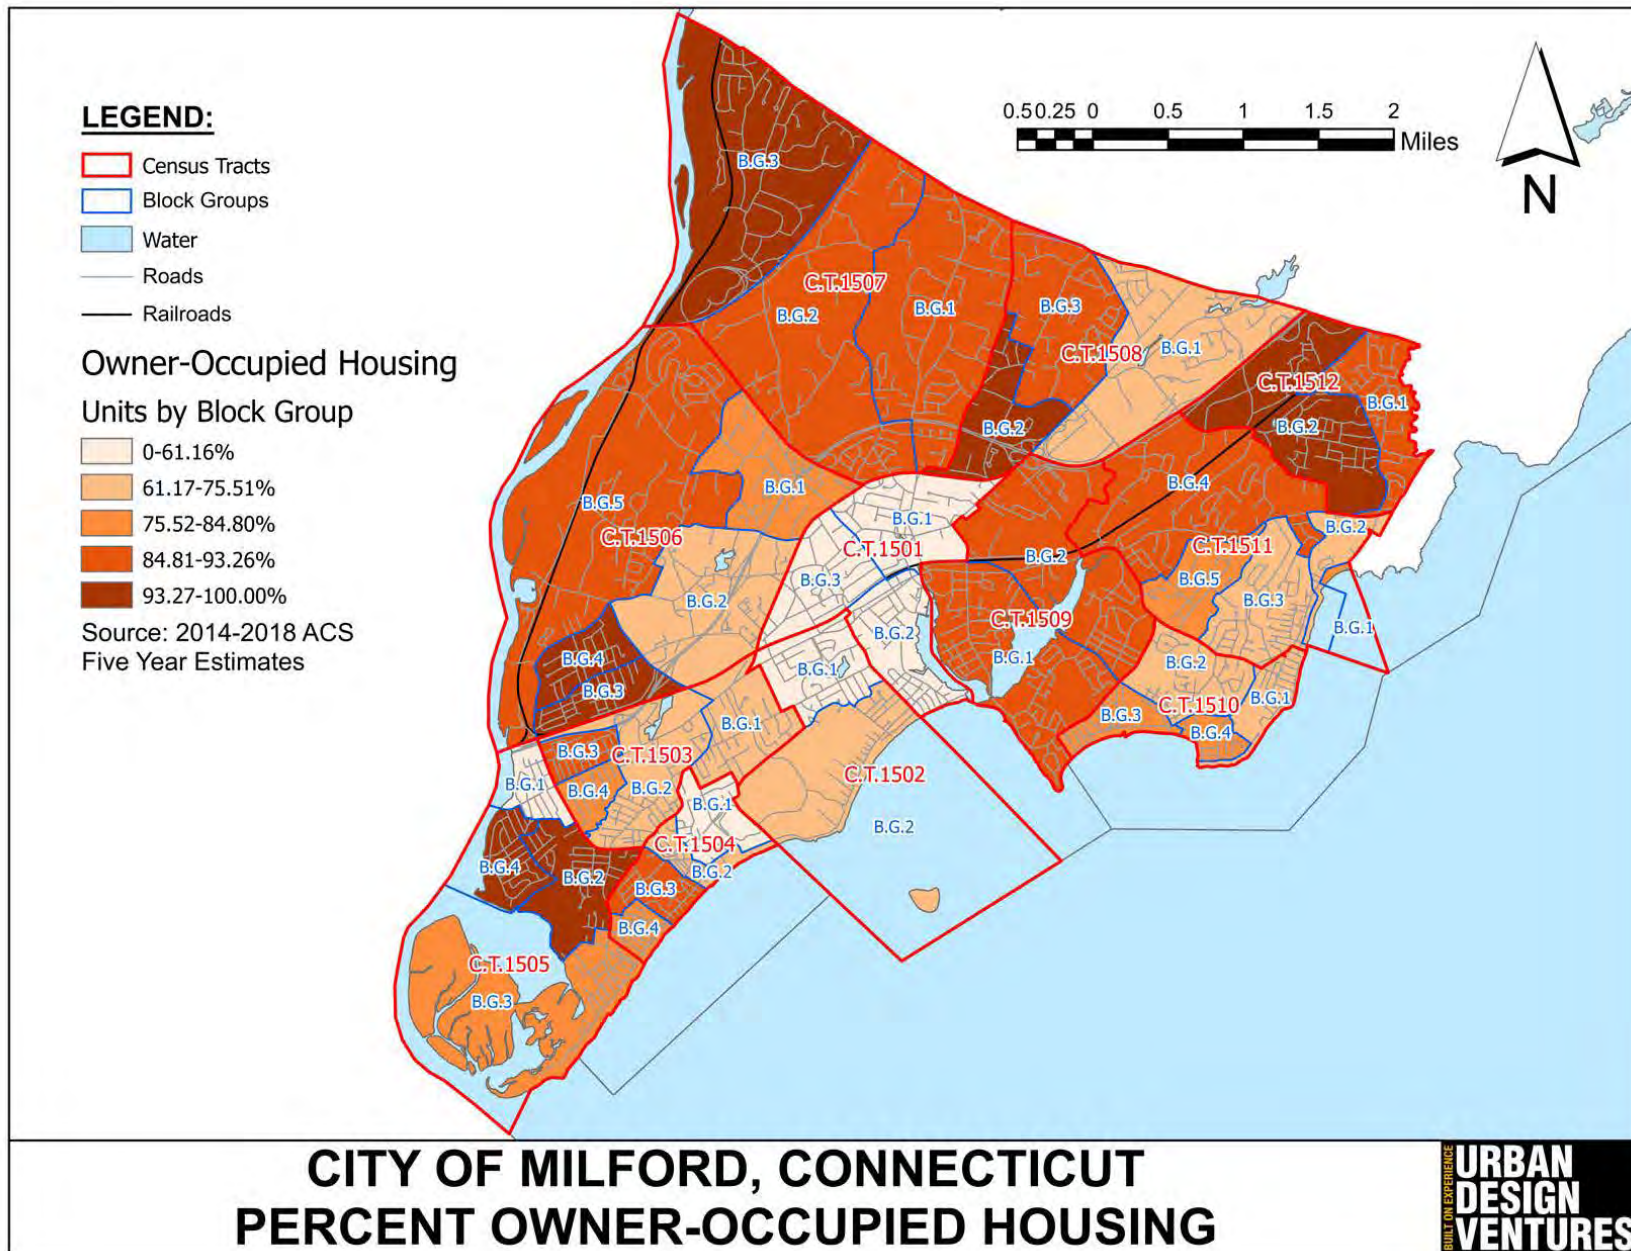 LEGEND:
Census Tracts
Block Groups
Water
Roads
Railroads
Owner-Occupied Housing
Units by Block Group
0-61.16%
61.17-75.51%
75.52-84.80%
84.81-93.26%
93.27-100.00%
Source: 2014-2018 ACS
Five Year Estimates
0.5 0.25 0 0.5 1 1.5 2
Miles
N
B.G.3
C.T.1507
B.G.2
B.G.1
B.G.3
C.T.1508
B.G.1
B.G.2
C.T.1512
B.G.1
B.G.2
B.G.5
C.T.1506
B.G.1
B.G.2
B.G.4
B.G.3
B.G.1
C.T.1501
B.G.3
B.G.2
B.G.4
B.G.2
C.T.1511
B.G.5
B.G.3
B.G.2
B.G.1
C.T.1509
B.G.1
B.G.2
C.T.1510
B.G.1
B.G.3
B.G.4
B.G.1
B.G.1
B.G.3
C.T.1503
B.G.4
B.G.2
B.G.1
C.T.1502
B.G.2
B.G.1
C.T.1504
B.G.2
B.G.3
B.G.4
B.G.4
B.G.2
C.T.1505
B.G.3
CITY OF MILFORD, CONNECTICUT
PERCENT OWNER-OCCUPIED HOUSING
BUILT ON EXPERIENCE
URBAN
DESIGN
VENTURES